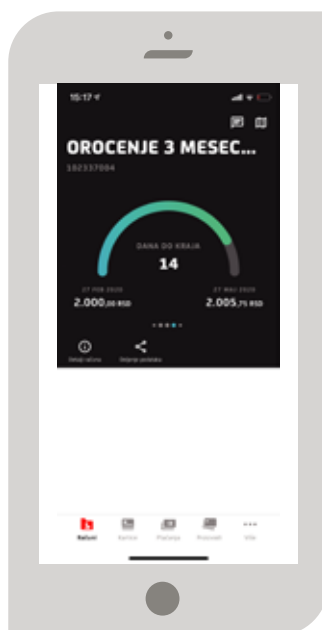 15:17
OROCENJE 3 MESEC...
102337004
DANA DO KRAJA
14
27 FEB 2020
27 MAJ 2020
2.000,00 RSD
2.005,75 RSD
Detalji računa
Deljenje podataka
Računi
Kartice
Plaćanja
Proizvodi
Više